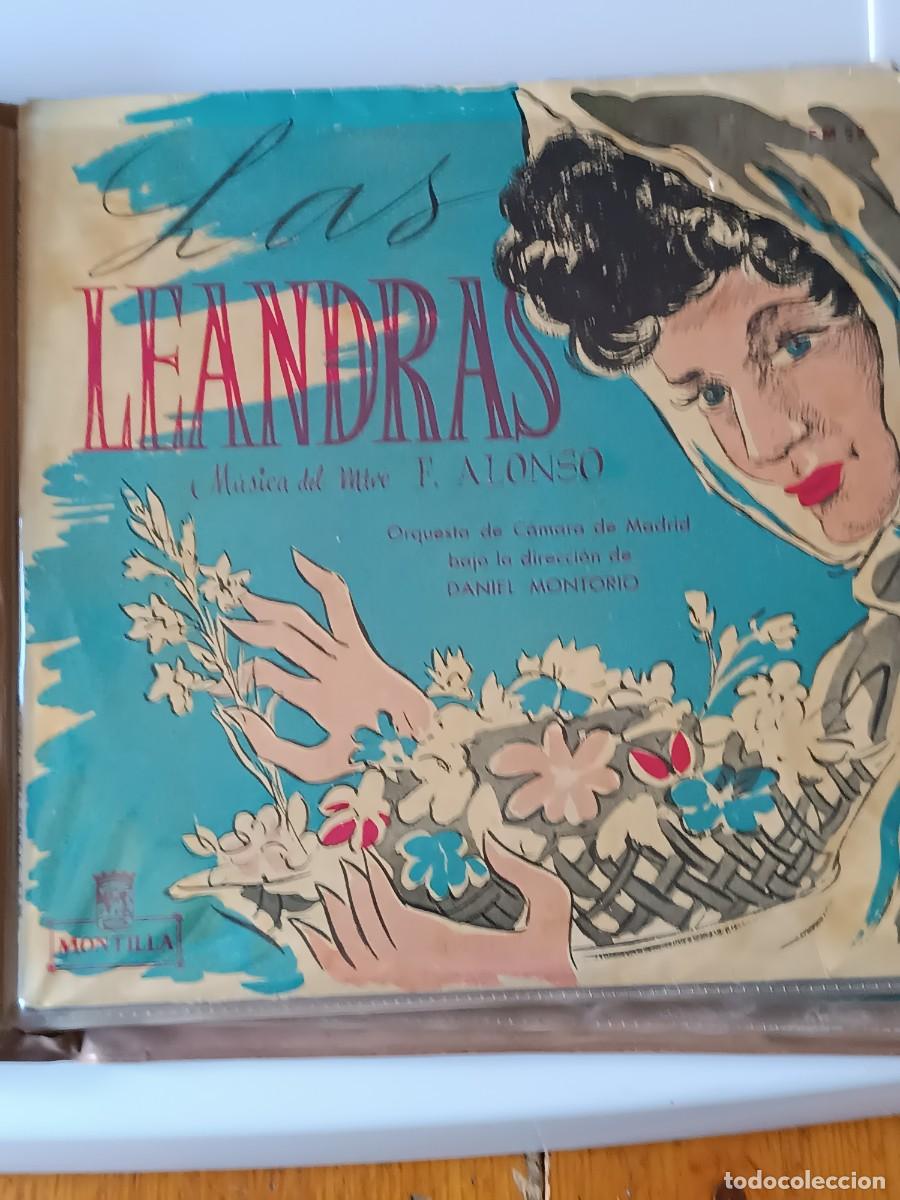 Las
LEANDRAS
(Música del Mtro F. ALONSO
Orquesta de Cámara de Madrid
bajo la dirección de
DANIEL MONTORIO
MONTILLA
todocoleccion